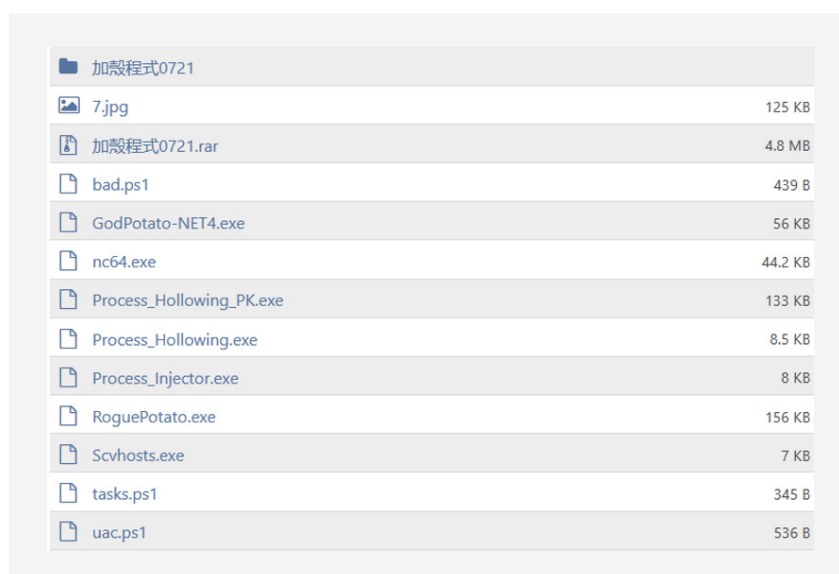 加殼程式0721
7.jpg 125 KB
加殼程式0721.rar 4.8 MB
bad.ps1 439 B
GodPotato-NET4.exe 56 KB
nc64.exe 44.2 KB
Process_Hollowing_PK.exe 133 KB
Process_Hollowing.exe 8.5 KB
Process_Injector.exe 8 KB
RoguePotato.exe 156 KB
Scvhosts.exe 7 KB
tasks.ps1 345 B
uac.ps1 536 B